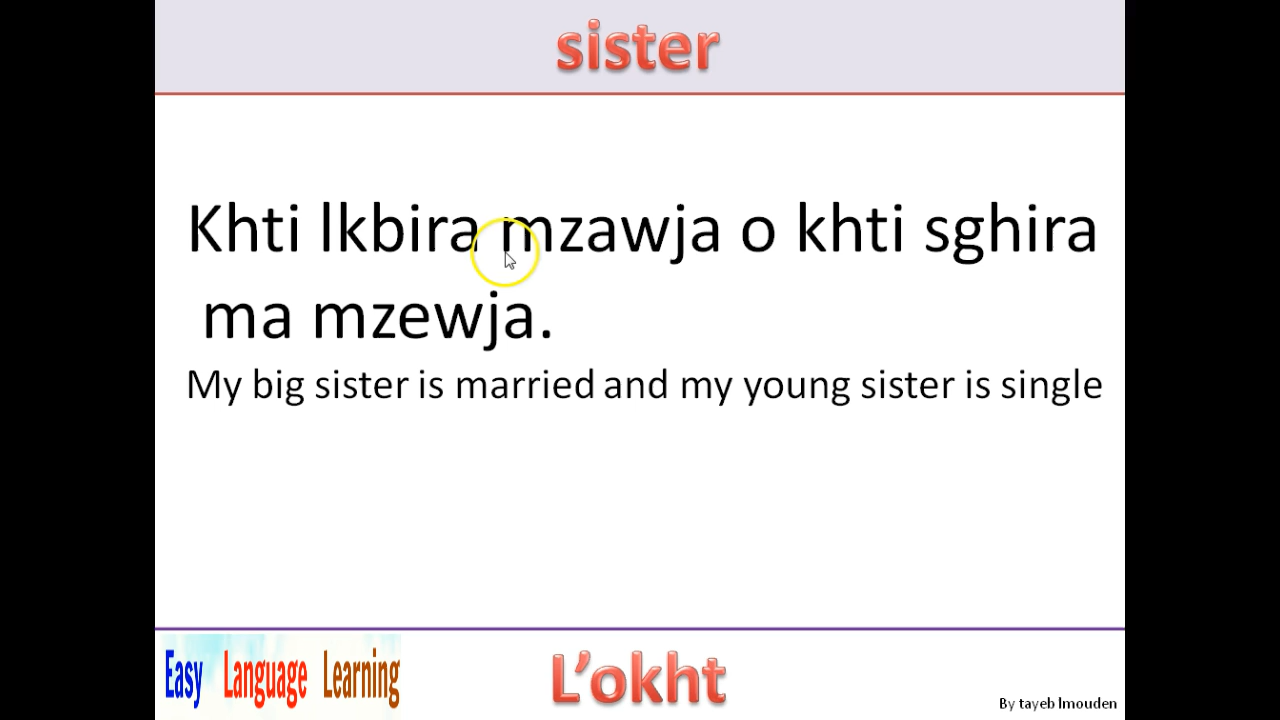 sister
Khti lkbira mzawja o khti sghira
ma mzewja.
My big sister is married and my young sister is single
Easy Language Learning
L’okht
By tayeb lmouden